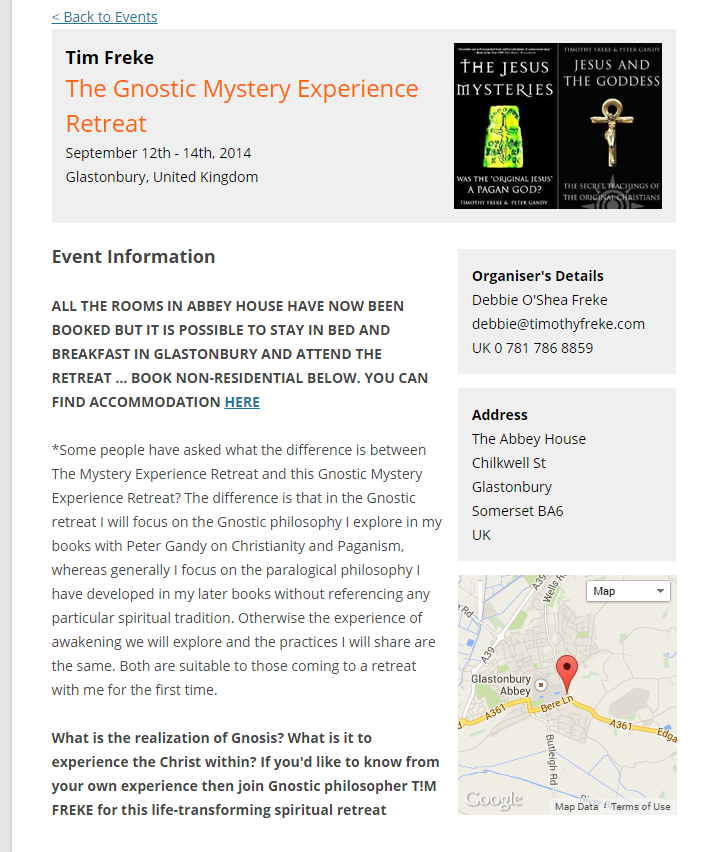 < Back to Events
Tim Freke
The Gnostic Mystery Experience
Retreat
September 12th - 14th, 2014
Glastonbury, United Kingdom
THE JESUS
MYSTERIES
WAS THE "ORIGINAL JESUS"
A PAGAN GOD?
TIMOTHY FREKE & PETER GANDY
TIMOTHY FREKE & PETER GANDY
JESUS AND
THE GODDESS
THE SECRET TEACHINGS OF
THE ORIGINAL CHRISTIANS
Event Information
ALL THE ROOMS IN ABBEY HOUSE HAVE NOW BEEN
BOOKED BUT IT IS POSSIBLE TO STAY IN BED AND
BREAKFAST IN GLASTONBURY AND ATTEND THE
RETREAT ... BOOK NON-RESIDENTIAL BELOW. YOU CAN
FIND ACCOMMODATION HERE
*Some people have asked what the difference is between
The Mystery Experience Retreat and this Gnostic Mystery
Experience Retreat? The difference is that in the Gnostic
retreat I will focus on the Gnostic philosophy I explore in my
books with Peter Gandy on Christianity and Paganism,
whereas generally I focus on the paralogical philosophy I
have developed in my later books without referencing any
particular spiritual tradition. Otherwise the experience of
awakening we will explore and the practices I will share are
the same. Both are suitable to those coming to a retreat
with me for the first time.
What is the realization of Gnosis? What is it to
experience the Christ within? If you'd like to know from
your own experience then join Gnostic philosopher T!M
FREKE for this life-transforming spiritual retreat
Organiser's Details
Debbie O'Shea Freke
debbie@timothyfreke.com
UK 0 781 786 8859
Address
The Abbey House
Chilkwell St
Glastonbury
Somerset BA6
UK
Map
A39
Wells R
Rd
A39
Glastonbury
Abbey
A361
Bere Ln
A361
Edga
Butleigh Rd
River
Google
Map Data
Terms of Use